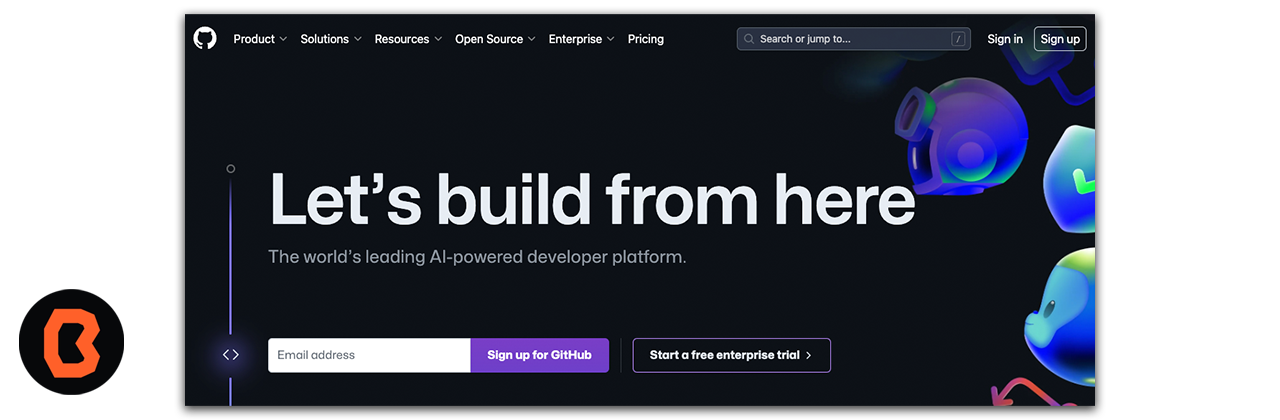 Product Solutions Resources Open Source Enterprise Pricing Search or jump to... / Sign in Sign up
Let’s build from here
The world’s leading AI-powered developer platform.
Email address Sign up for GitHub Start a free enterprise trial